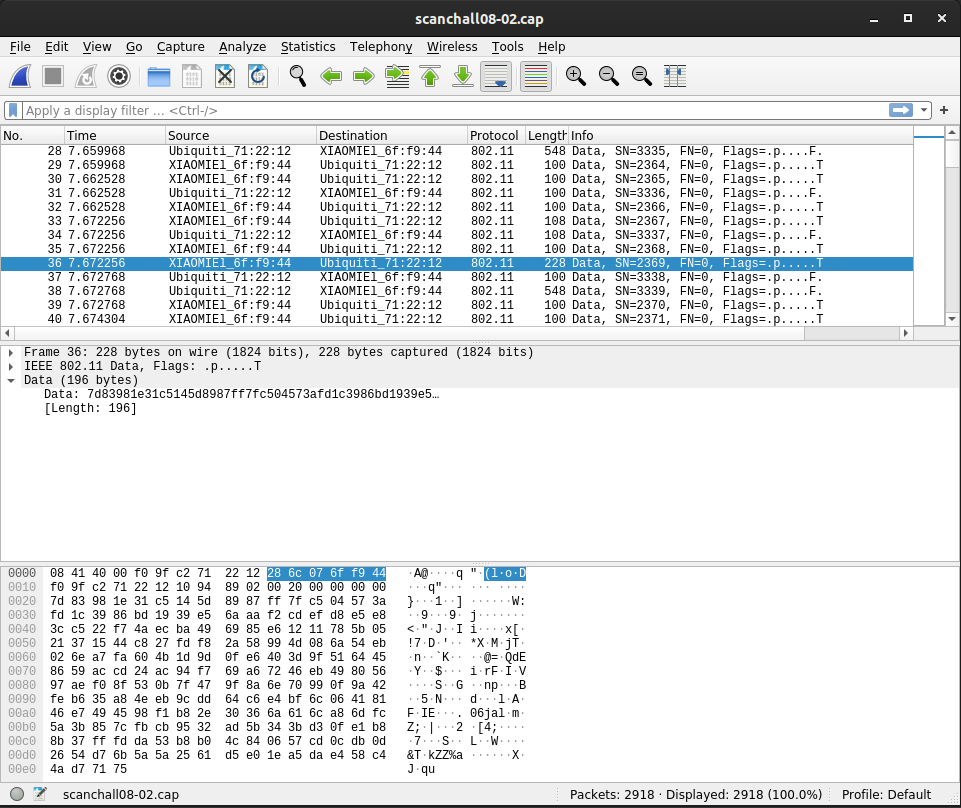 scanchall08-02.cap
File Edit View Go Capture Analyze Statistics Telephony Wireless Tools Help
Apply a display filter … <Ctrl-/>
No. Time Source Destination Protocol Length Info
28 7.659968 Ubiquiti_71:22:12 XIAOMIEl_6f:f9:44 802.11 548 Data, SN=3335, FN=0, Flags=.p....F.
29 7.659968 XIAOMIEl_6f:f9:44 Ubiquiti_71:22:12 802.11 100 Data, SN=2364, FN=0, Flags=.p.....T
30 7.662528 XIAOMIEl_6f:f9:44 Ubiquiti_71:22:12 802.11 100 Data, SN=2365, FN=0, Flags=.p.....T
31 7.662528 Ubiquiti_71:22:12 XIAOMIEl_6f:f9:44 802.11 100 Data, SN=3336, FN=0, Flags=.p....F.
32 7.662528 XIAOMIEl_6f:f9:44 Ubiquiti_71:22:12 802.11 100 Data, SN=2366, FN=0, Flags=.p.....T
33 7.672256 XIAOMIEl_6f:f9:44 Ubiquiti_71:22:12 802.11 108 Data, SN=2367, FN=0, Flags=.p.....T
34 7.672256 Ubiquiti_71:22:12 XIAOMIEl_6f:f9:44 802.11 108 Data, SN=3337, FN=0, Flags=.p....F.
35 7.672256 XIAOMIEl_6f:f9:44 Ubiquiti_71:22:12 802.11 100 Data, SN=2368, FN=0, Flags=.p.....T
36 7.672256 XIAOMIEl_6f:f9:44 Ubiquiti_71:22:12 802.11 228 Data, SN=2369, FN=0, Flags=.p.....T
37 7.672768 Ubiquiti_71:22:12 XIAOMIEl_6f:f9:44 802.11 100 Data, SN=3338, FN=0, Flags=.p....F.
38 7.672768 Ubiquiti_71:22:12 XIAOMIEl_6f:f9:44 802.11 548 Data, SN=3339, FN=0, Flags=.p....F.
39 7.672768 XIAOMIEl_6f:f9:44 Ubiquiti_71:22:12 802.11 100 Data, SN=2370, FN=0, Flags=.p.....T
40 7.674304 XIAOMIEl_6f:f9:44 Ubiquiti_71:22:12 802.11 100 Data, SN=2371, FN=0, Flags=.p.....T
Frame 36: 228 bytes on wire (1824 bits), 228 bytes captured (1824 bits)
IEEE 802.11 Data, Flags: .p.....T
Data (196 bytes)
Data: 7d83981e31c5145d8987ff7fc504573afd1c3986bd1939e5…
[Length: 196]
0000 08 41 40 00 f0 9f c2 71 22 12 28 6c 07 6f f9 44 ·A@····q "·(l·o·D
0010 f0 9f c2 71 22 12 10 94 89 02 00 20 00 00 00 00 ···q"··· ··· ····
0020 7d 83 98 1e 31 c5 14 5d 89 87 ff 7f c5 04 57 3a }···1··] ······W:
0030 fd 1c 39 86 bd 19 39 e5 6a aa f2 cd ef d8 e5 e8 ··9···9· j·······
0040 3c c5 22 f7 4a ec ba 49 69 85 e6 12 11 78 5b 05 <·"·J··I i····x[·
0050 21 37 15 44 c8 27 fd f8 2a 58 99 4d 08 6a 54 eb !7·D·'·· *X·M·jT·
0060 02 6e a7 fa 60 4b 1d 9d 0f e6 40 3d 9f 51 64 45 ·n··`K·· ··@=·QdE
0070 86 59 ac cd 24 ac 94 f7 69 a6 72 46 eb 49 80 56 ·Y··$··· i·rF·I·V
0080 97 ae f0 8f 53 0b 7f 47 9f 8a 6e 70 99 0f 9a 42 ····S··G ··np···B
0090 fe b6 35 a8 4e eb 9c dd 64 c6 e4 bf 6c 06 41 81 ··5·N··· d···l·A·
00a0 46 e7 49 45 98 f1 b8 2e 30 36 6a 61 6c a8 6d fc F·IE···. 06jal·m·
00b0 5a 3b 85 7c fb cb 95 32 ad 5b 34 3b d3 0f e1 b8 Z;·|···2 ·[4;····
00c0 8b 37 ff fd da 53 b8 b0 4c 84 06 57 cd 0c db 0d ·7···S·· L··W····
00d0 26 54 d7 6b 5a 5a 25 61 d5 e0 1e a5 da e4 58 c4 &T·kZZ%a ······X·
00e0 4a d7 71 75 J·qu
scanchall08-02.cap Packets: 2918 · Displayed: 2918 (100.0%) Profile: Default